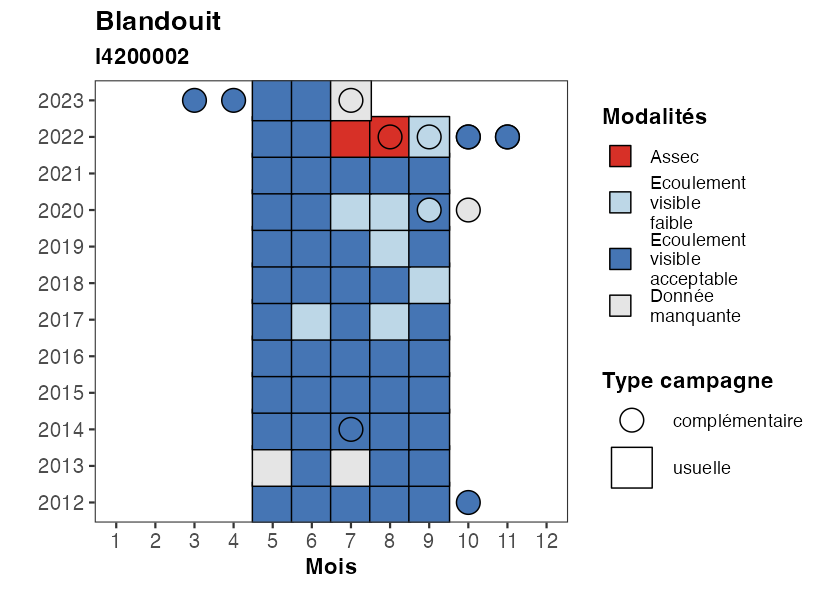 Blandouit
I4200002
2023
2022
2021
2020
2019
2018
2017
2016
2015
2014
2013
2012
1 2 3 4 5 6 7 8 9 10 11 12
Mois
Modalités
Assec
Ecoulement
visible
faible
Ecoulement
visible
acceptable
Donnée
manquante
Type campagne
complémentaire
usuelle